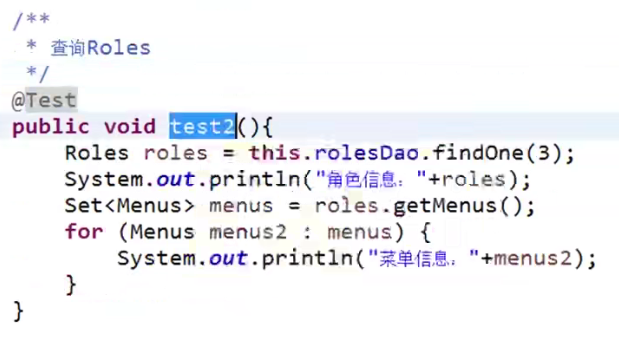 /**
 * 查询Roles
 */
@Test
public void test2(){
    Roles roles = this.rolesDao.findOne(3);
    System.out.println("角色信息："+roles);
    Set<Menus> menus = roles.getMenus();
    for (Menus menus2 : menus) {
        System.out.println("菜单信息："+menus2);
    }
}